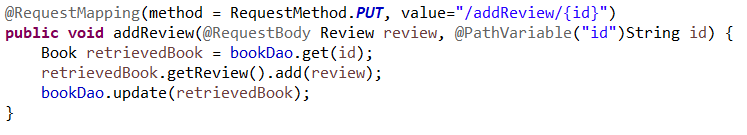 @RequestMapping(method = RequestMethod.PUT, value="/addReview/{id}")
public void addReview(@RequestBody Review review, @PathVariable("id")String id) {
    Book retrievedBook = bookDao.get(id);
    retrievedBook.getReview().add(review);
    bookDao.update(retrievedBook);
}